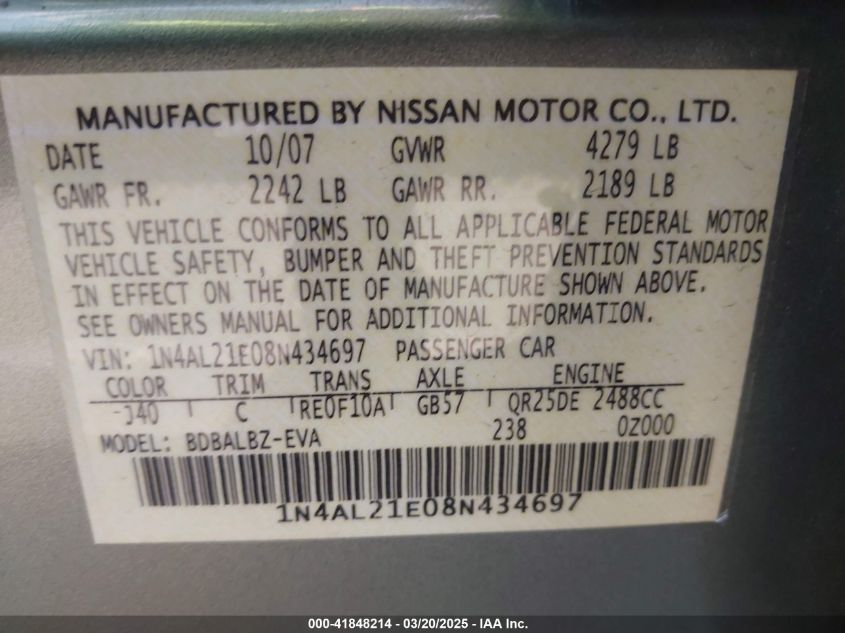 MANUFACTURED BY NISSAN MOTOR CO., LTD.
DATE 10/07 GVWR 4279 LB
GAWR FR. 2242 LB GAWR RR. 2189 LB
THIS VEHICLE CONFORMS TO ALL APPLICABLE FEDERAL MOTOR
VEHICLE SAFETY, BUMPER AND THEFT PREVENTION STANDARDS
IN EFFECT ON THE DATE OF MANUFACTURE SHOWN ABOVE.
SEE OWNERS MANUAL FOR ADDITIONAL INFORMATION.
VIN: 1N4AL21E08N434697 PASSENGER CAR
COLOR TRIM TRANS AXLE ENGINE
J40 C RE0F10A GB57 QR25DE 2488CC
MODEL: BDBALBZ-EVA 238 0Z000
1N4AL21E08N434697
000-41848214 - 03/20/2025 - IAA Inc.